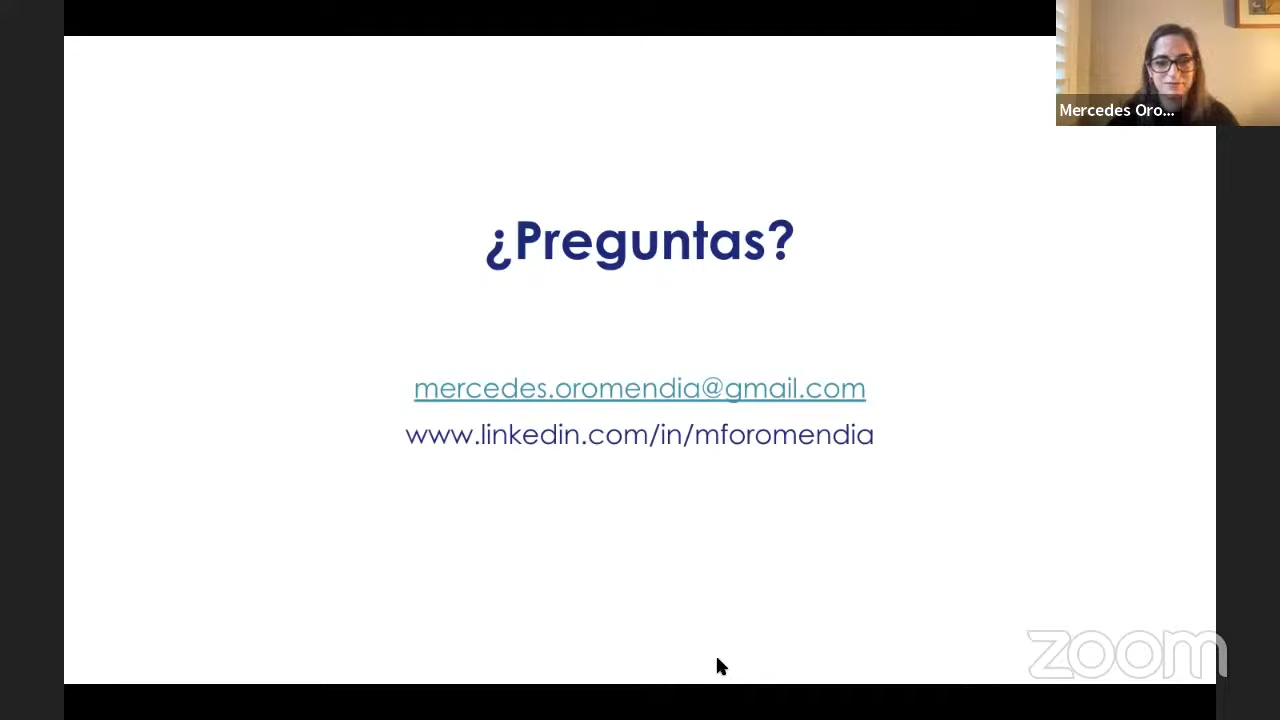 Mercedes Oro...
¿Preguntas?
mercedes.oromendia@gmail.com
www.linkedin.com/in/mforomendia
zoom